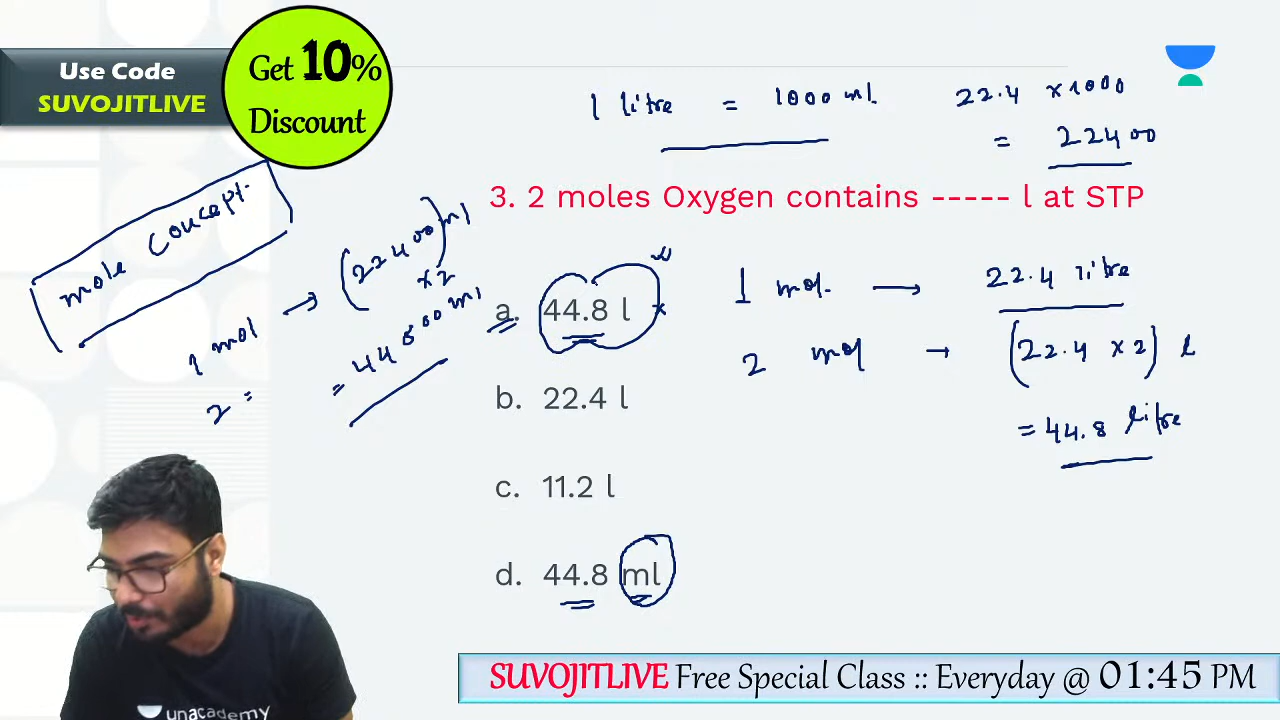 Use Code
SUVOJITLIVE
Get 10%
Discount
1 litre = 1000 ml
22.4 x 1000
= 22400
3. 2 moles Oxygen contains ----- l at STP
mole Concept
1 mol → (22400) ml
x2
2 =
= 44800 ml
a. 44.8 l
b. 22.4 l
c. 11.2 l
d. 44.8 ml
1 mol. → 22.4 litre
2 mol → (22.4 x 2) l
= 44.8 litre
unacademy
SUVOJITLIVE Free Special Class :: Everyday @ 01:45 PM